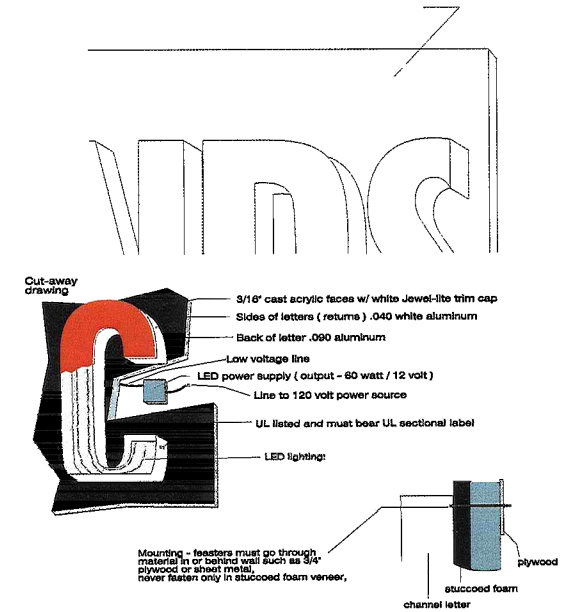 NDS
Cut-away
drawing
3/16" cast acrylic faces w/ white Jewel-lite trim cap
Sides of letters ( returns ) .040 white aluminum
Back of letter .090 aluminum
Low voltage line
LED power supply ( output - 60 watt / 12 volt )
Line to 120 volt power source
UL listed and must bear UL sectional label
LED lighting:
C
Mounting - feasters must go through
material in or behind wall such as 3/4"
plywood or sheet metal,
never fasten only in stuccoed foam veneer,
plywood
stuccoed foam
channel letter